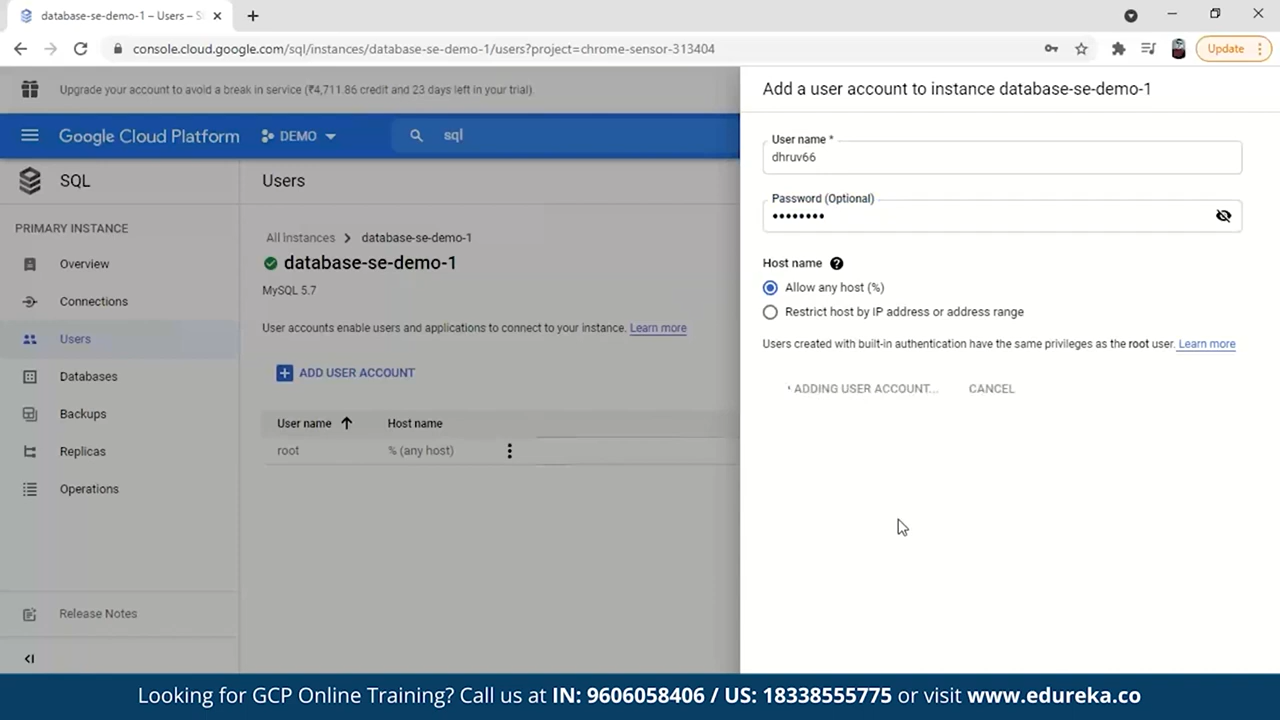 database-se-demo-1 – Users – S
console.cloud.google.com/sql/instances/database-se-demo-1/users?project=chrome-sensor-313404
Update
Upgrade your account to avoid a break in service (₹4,711.86 credit and 23 days left in your trial).
Google Cloud Platform
DEMO
sql
SQL
PRIMARY INSTANCE
Overview
Connections
Users
Databases
Backups
Replicas
Operations
Release Notes
Users
All instances
database-se-demo-1
database-se-demo-1
MySQL 5.7
User accounts enable users and applications to connect to your instance. Learn more
ADD USER ACCOUNT
User name
Host name
root
% (any host)
Add a user account to instance database-se-demo-1
User name *
dhruv66
Password (Optional)
••••••••
Host name
Allow any host (%)
Restrict host by IP address or address range
Users created with built-in authentication have the same privileges as the root user. Learn more
ADDING USER ACCOUNT...
CANCEL
Looking for GCP Online Training? Call us at IN: 9606058406 / US: 18338555775 or visit www.edureka.co